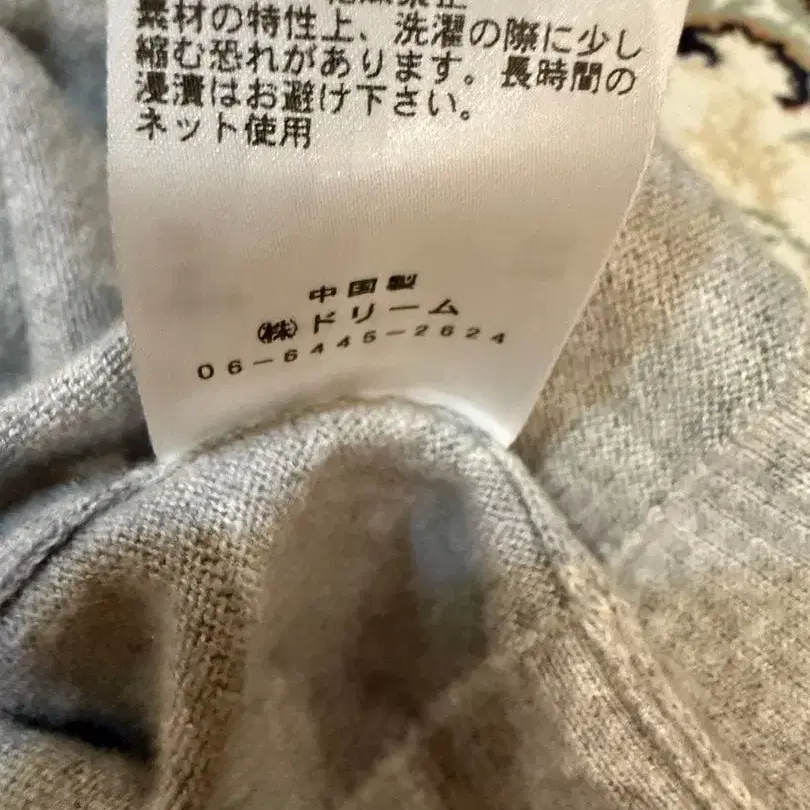 素材の特性上、洗濯の際に少し
縮む恐れがあります。長時間の
浸漬はお避け下さい。
ネット使用
中国製
㈱ドリーム
06-6445-2624